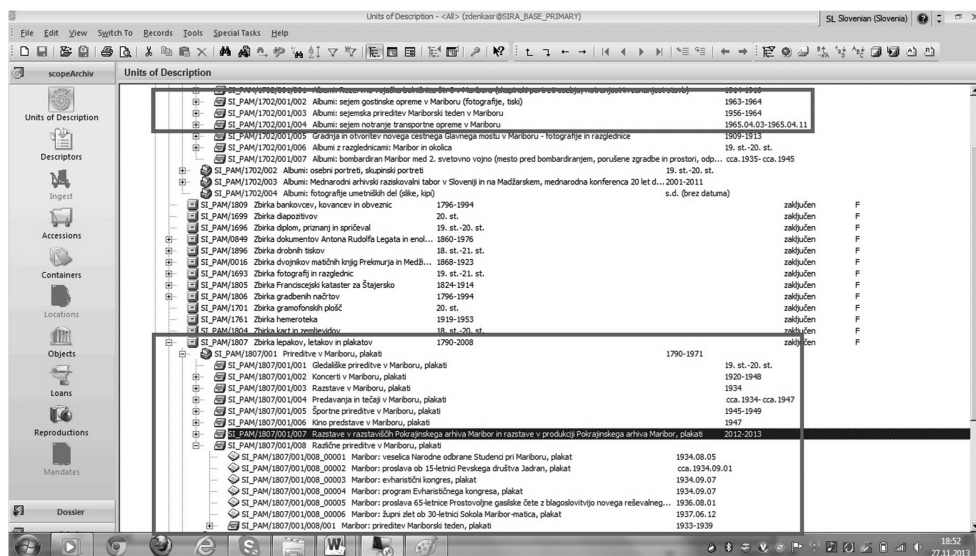 Units of Description - <All> (zdenkasr@SIRA_BASE_PRIMARY)
SL Slovenian (Slovenia)
File Edit View Switch To Records Tools Special Tasks Help
scopeArchiv
Units of Description
Units of Description
Descriptors
Ingest
Accessions
Containers
Locations
Objects
Loans
Reproductions
Mandates
Dossier
SI_PAM/1702/001/002 Albumi: sejem gostinske opreme v Mariboru (fotografije, tiski) 1963-1964
SI_PAM/1702/001/003 Albumi: sejemska prireditev Mariborski teden v Mariboru 1956-1964
SI_PAM/1702/001/004 Albumi: sejem notranje transportne opreme v Mariboru 1965.04.03-1965.04.11
SI_PAM/1702/001/005 Gradnja in otvoritev novega cestnega Glavnega mostu v Mariboru - fotografije in razglednice 1909-1913
SI_PAM/1702/001/006 Albumi z razglednicami: Maribor in okolica 19. st.-20. st.
SI_PAM/1702/001/007 Albumi: bombardiran Maribor med 2. svetovno vojno (mesto pred bombardiranjem, porušene zgradbe in prostori, odp... cca.1935- cca.1945
SI_PAM/1702/002 Albumi: osebni portreti, skupinski portreti 19. st.-20. st.
SI_PAM/1702/003 Albumi: Mednarodni arhivski raziskovalni tabor v Sloveniji in na Madžarskem, mednarodna konferenca 20 let d... 2001-2011
SI_PAM/1702/004 Albumi: fotografije umetniških del (slike, kipi) s.d. (brez datuma)
SI_PAM/1809 Zbirka bankovcev, kovancev in obveznic 1796-1994 zaključen F
SI_PAM/1699 Zbirka diapozitivov 20. st. zaključen F
SI_PAM/1696 Zbirka diplom, priznanj in spričeval 19. st.-20. st. zaključen F
SI_PAM/0849 Zbirka dokumentov Antona Rudolfa Legata in enol... 1860-1976 zaključen F
SI_PAM/1896 Zbirka drobnih tiskov 18. st.-21. st. zaključen F
SI_PAM/0016 Zbirka dvojnikov matičnih knjig Prekmurja in Medži... 1868-1923 zaključen F
SI_PAM/1693 Zbirka fotografij in razglednic 19. st.-21. st. zaključen F
SI_PAM/1805 Zbirka Franciscejski kataster za Štajersko 1824-1914 zaključen F
SI_PAM/1806 Zbirka gradbenih načrtov 1796-1994 zaključen F
SI_PAM/1701 Zbirka gramofonskih plošč 20. st. zaključen F
SI_PAM/1761 Zbirka hemeroteka 1919-1953 zaključen F
SI_PAM/1804 Zbirka kart in zemljevidov 18. st.-20. st. zaključen F
SI_PAM/1807 Zbirka lepakov, letakov in plakatov 1790-2008 zaključen F
SI_PAM/1807/001 Prireditve v Mariboru, plakati 1790-1971
SI_PAM/1807/001/001 Gledališke prireditve v Mariboru, plakati 19. st.-20. st.
SI_PAM/1807/001/002 Koncerti v Mariboru, plakati 1920-1948
SI_PAM/1807/001/003 Razstave v Mariboru, plakati 1934
SI_PAM/1807/001/004 Predavanja in tečaji v Mariboru, plakati cca.1934- cca.1947
SI_PAM/1807/001/005 Športne prireditve v Mariboru, plakati 1945-1949
SI_PAM/1807/001/006 Kino predstave v Mariboru, plakati 1947
SI_PAM/1807/001/007 Razstave v razstaviščih Pokrajinskega arhiva Maribor in razstave v produkciji Pokrajinskega arhiva Maribor, plakati 2012-2013
SI_PAM/1807/001/008 Različne prireditve v Mariboru, plakati
SI_PAM/1807/001/008_00001 Maribor: veselica Narodne odbrane Studenci pri Mariboru, plakat 1934.08.05
SI_PAM/1807/001/008_00002 Maribor: proslava ob 15-letnici Pevskega društva Jadran, plakat cca.1934.09.01
SI_PAM/1807/001/008_00003 Maribor: evharistični kongres, plakat 1934.09.07
SI_PAM/1807/001/008_00004 Maribor: program Evharističnega kongresa, plakat 1934.09.07
SI_PAM/1807/001/008_00005 Maribor: proslava 65-letnice Prostovoljne gasilske čete z blagoslovitvijo novega reševalneg... 1936.08.01
SI_PAM/1807/001/008_00006 Maribor: župni zlet ob 30-letnici Sokola Maribor-matica, plakat 1937.06.12
SI_PAM/1807/001/008/001 Maribor: prireditev Mariborski teden, plakati 1933-1939
18:52
27.11.2013